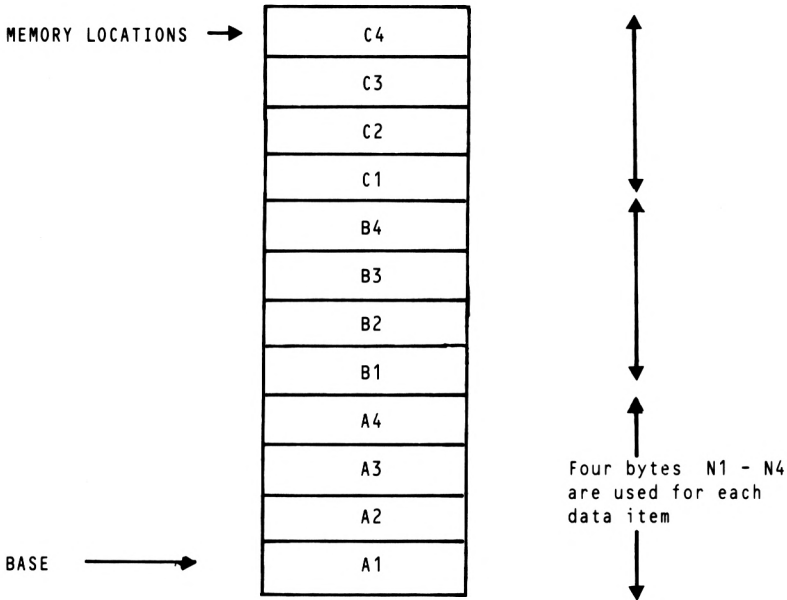 MEMORY LOCATIONS
C4
C3
C2
C1
B4
B3
B2
B1
A4
A3
Four bytes N1 - N4
are used for each
data item
A2
BASE
A1